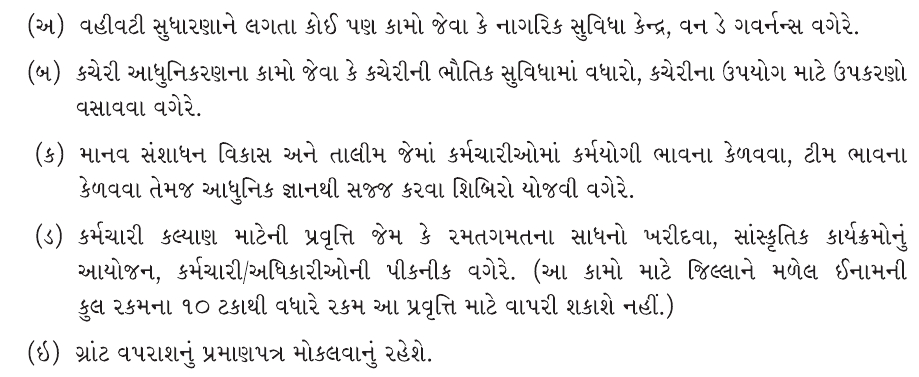 (અ) વહીવટી સુધારણાને લગતા કોઈ પણ કામો જેવા કે નાગરિક સુવિધા કેન્દ્ર, વન ડે ગવર્નન્સ વગેરે.
(બ) કચેરી આધુનિકરણના કામો જેવા કે કચેરીની ભૌતિક સુવિધામાં વધારો, કચેરીના ઉપયોગ માટે ઉપકરણો
વસાવવા વગેરે.
(ક) માનવ સંશાધન વિકાસ અને તાલીમ જેમાં કર્મચારીઓમાં કર્મયોગી ભાવના કેળવવા, ટીમ ભાવના
કેળવવા તેમજ આધુનિક જ્ઞાનથી સજ્જ કરવા શિબિરો યોજવી વગેરે.
(ડ) કર્મચારી કલ્યાણ માટેની પ્રવૃત્તિ જેમ કે રમતગમતના સાધનો ખરીદવા, સાંસ્કૃતિક કાર્યક્રમોનું
આયોજન, કર્મચારી/અધિકારીઓની પીકનીક વગેરે. (આ કામો માટે જિલ્લાને મળેલ ઈનામની
કુલ રકમના ૧૦ ટકાથી વધારે રકમ આ પ્રવૃત્તિ માટે વાપરી શકાશે નહીં.)
(ઇ) ગ્રાંટ વપરાશનું પ્રમાણપત્ર મોકલવાનું રહેશે.